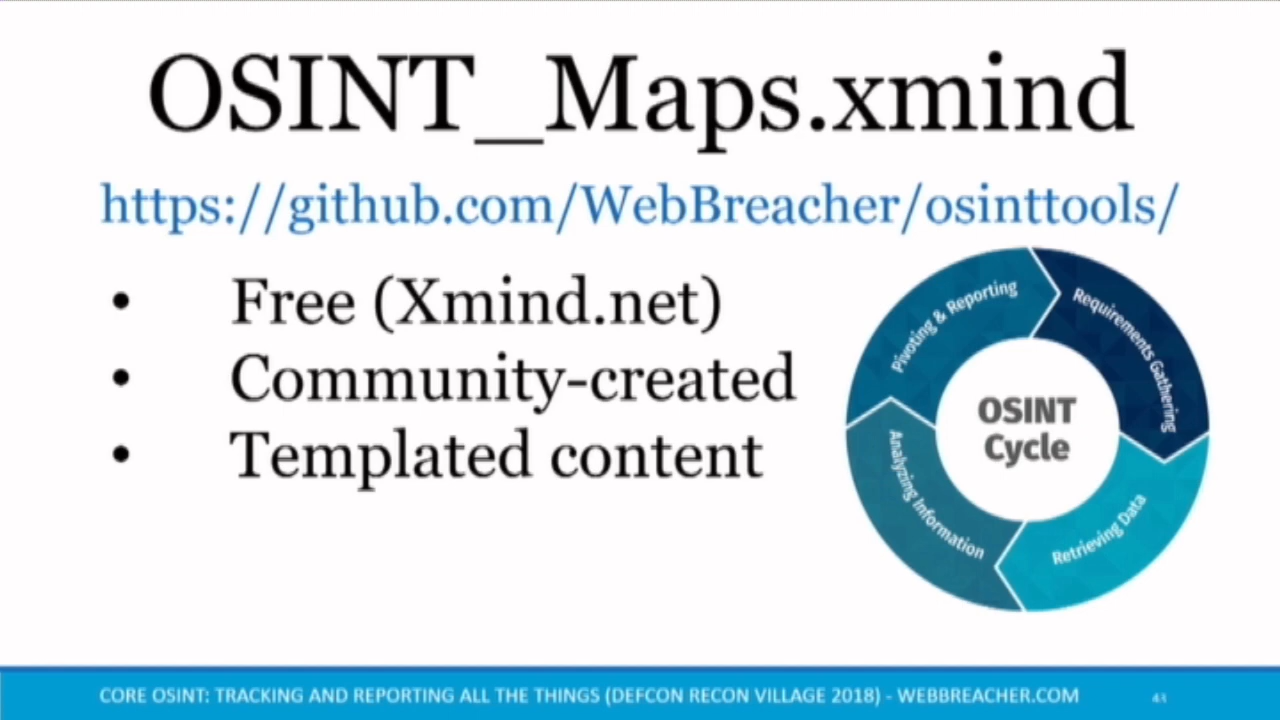 OSINT_Maps.xmind
https://github.com/WebBreacher/osinttools/
• Free (Xmind.net)
• Community-created
• Templated content
Pivoting & Reporting
Requirements Gathering
OSINT
Cycle
Analyzing Information
Retrieving Data
CORE OSINT: TRACKING AND REPORTING ALL THE THINGS (DEFCON RECON VILLAGE 2018) - WEBBREACHER.COM